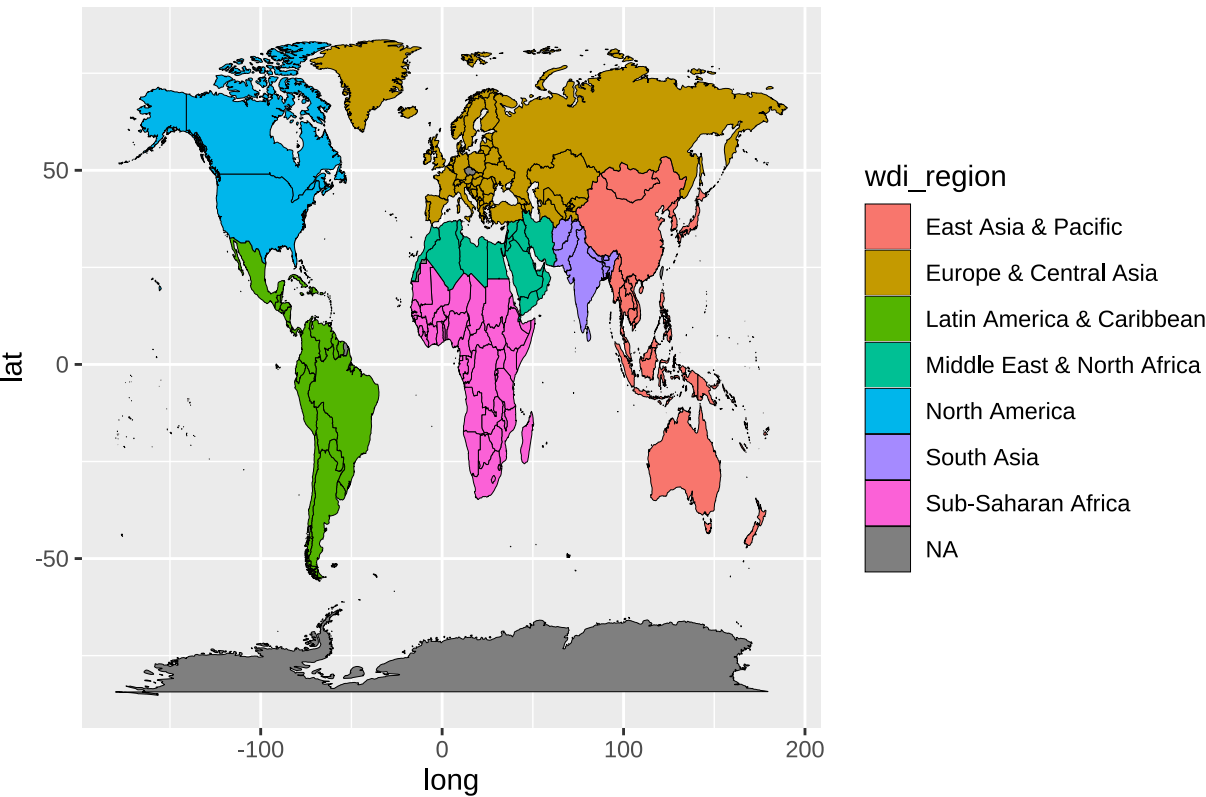 50
0
-50
lat
-100
0
100
200
long
wdi_region
East Asia & Pacific
Europe & Central Asia
Latin America & Caribbean
Middle East & North Africa
North America
South Asia
Sub-Saharan Africa
NA